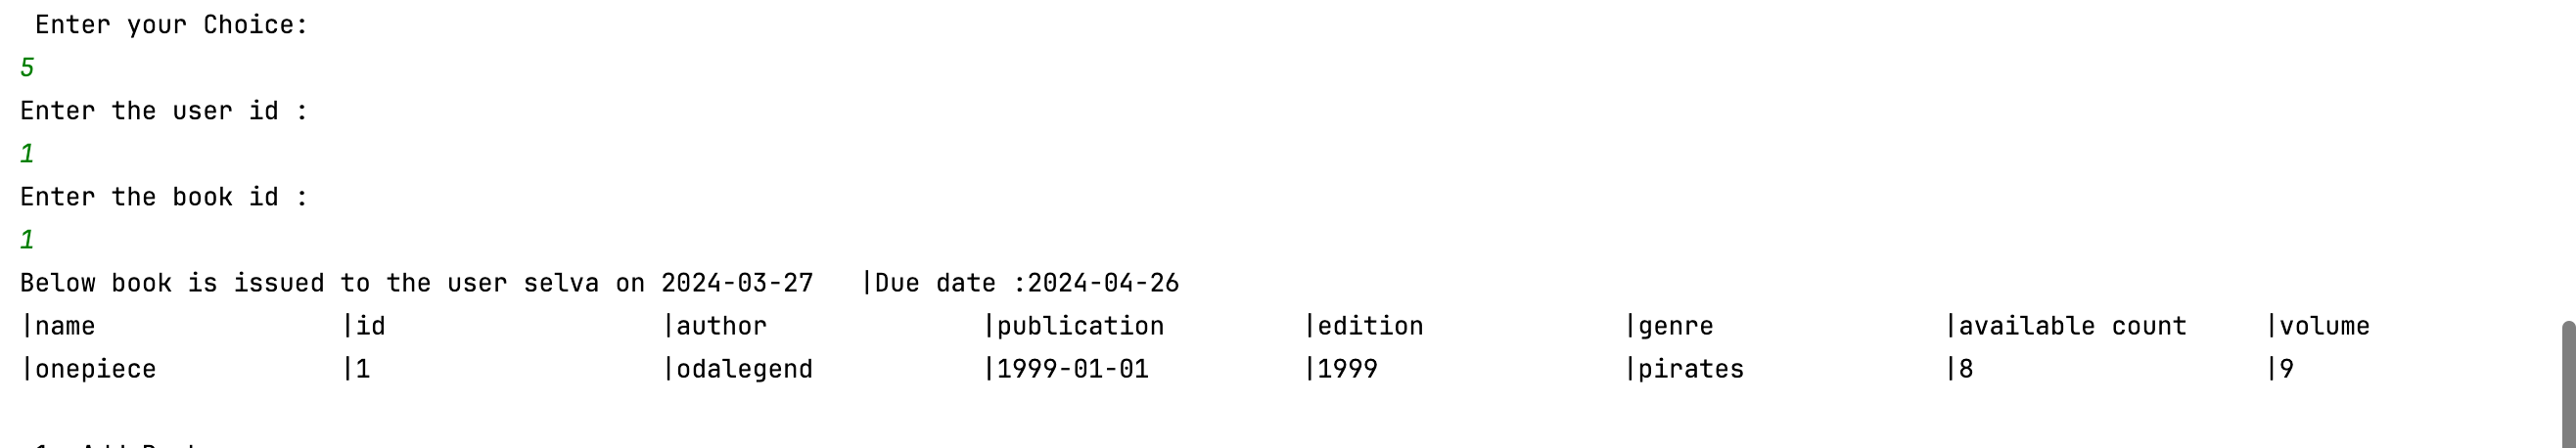 Enter your Choice:
5
Enter the user id :
1
Enter the book id :
1
Below book is issued to the user selva on 2024-03-27   |Due date :2024-04-26
|name                |id                  |author              |publication         |edition             |genre               |available count     |volume
|onepiece            |1                   |odalegend           |1999-01-01          |1999                |pirates             |8                   |9